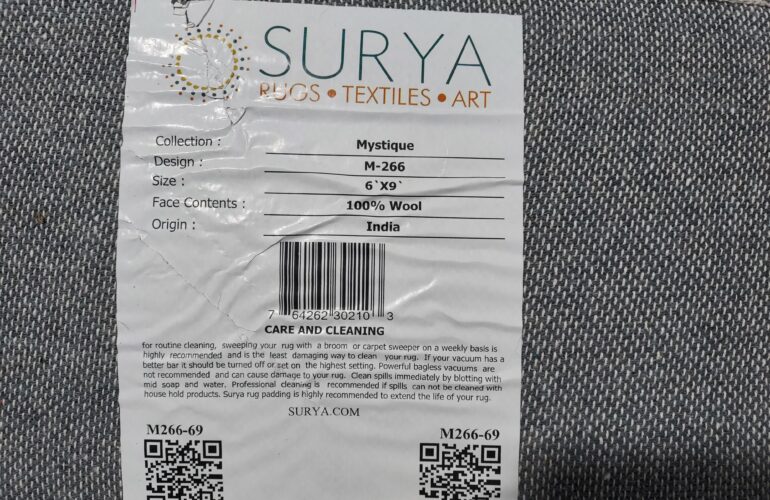 SURYA
RUGS • TEXTILES • ART
Collection : Mystique
Design : M-266
Size : 6`X9`
Face Contents : 100% Wool
Origin : India
7 64262 30210 3
CARE AND CLEANING
for routine cleaning, sweeping your rug with a broom or carpet sweeper on a weekly basis is
highly recommended and is the least damaging way to clean your rug. If your vacuum has a
better bar it should be turned off or set on the highest setting. Powerful bagless vacuums are
not recommended and can cause damage to your rug. Clean spills immediately by blotting with
mid soap and water, Professional cleaning is recommended if spills can not be cleaned with
house hold products. Surya rug padding is highly recommended to extend the life of your rug.
SURYA.COM
M266-69 M266-69